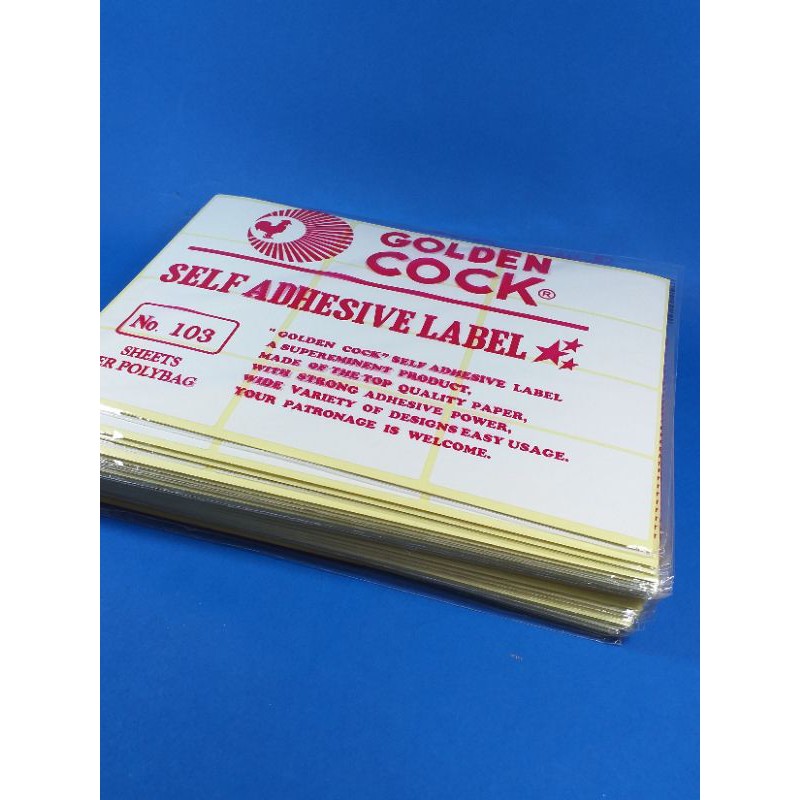 GOLDEN
COCK®
SELF ADHESIVE LABEL
No. 103
SHEETS
ER POLYBAG
"GOLDEN COCK" SELF ADHESIVE LABEL
A SUPEREMINENT PRODUCT,
MADE OF THE TOP QUALITY PAPER,
WITH STRONG ADHESIVE POWER,
WIDE VARIETY OF DESIGNS EASY USAGE.
YOUR PATRONAGE IS WELCOME.